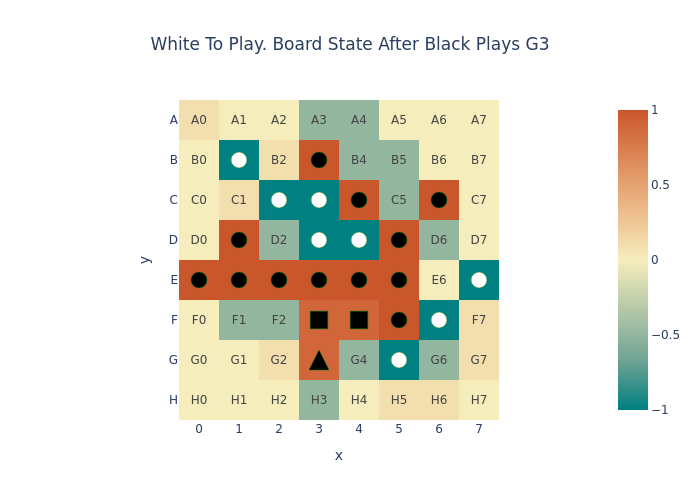 White To Play. Board State After Black Plays G3
A A0 A1 A2 A3 A4 A5 A6 A7
B B0 B2 B4 B5 B6 B7
C C0 C1 C5 C7
D D0 D2 D6 D7
E E6
F F0 F1 F2 F7
G G0 G1 G2 G4 G6 G7
H H0 H1 H2 H3 H4 H5 H6 H7
0 1 2 3 4 5 6 7
x
y
1
0.5
0
−0.5
−1